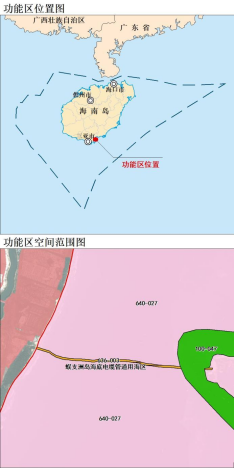 功能区位置图
广西壮族自治区
广东省
海口市
儋州市
海南岛
三亚市
功能区位置
功能区空间范围图
640-027
636-003
蜈支洲岛海底电缆管道用海区
640-027